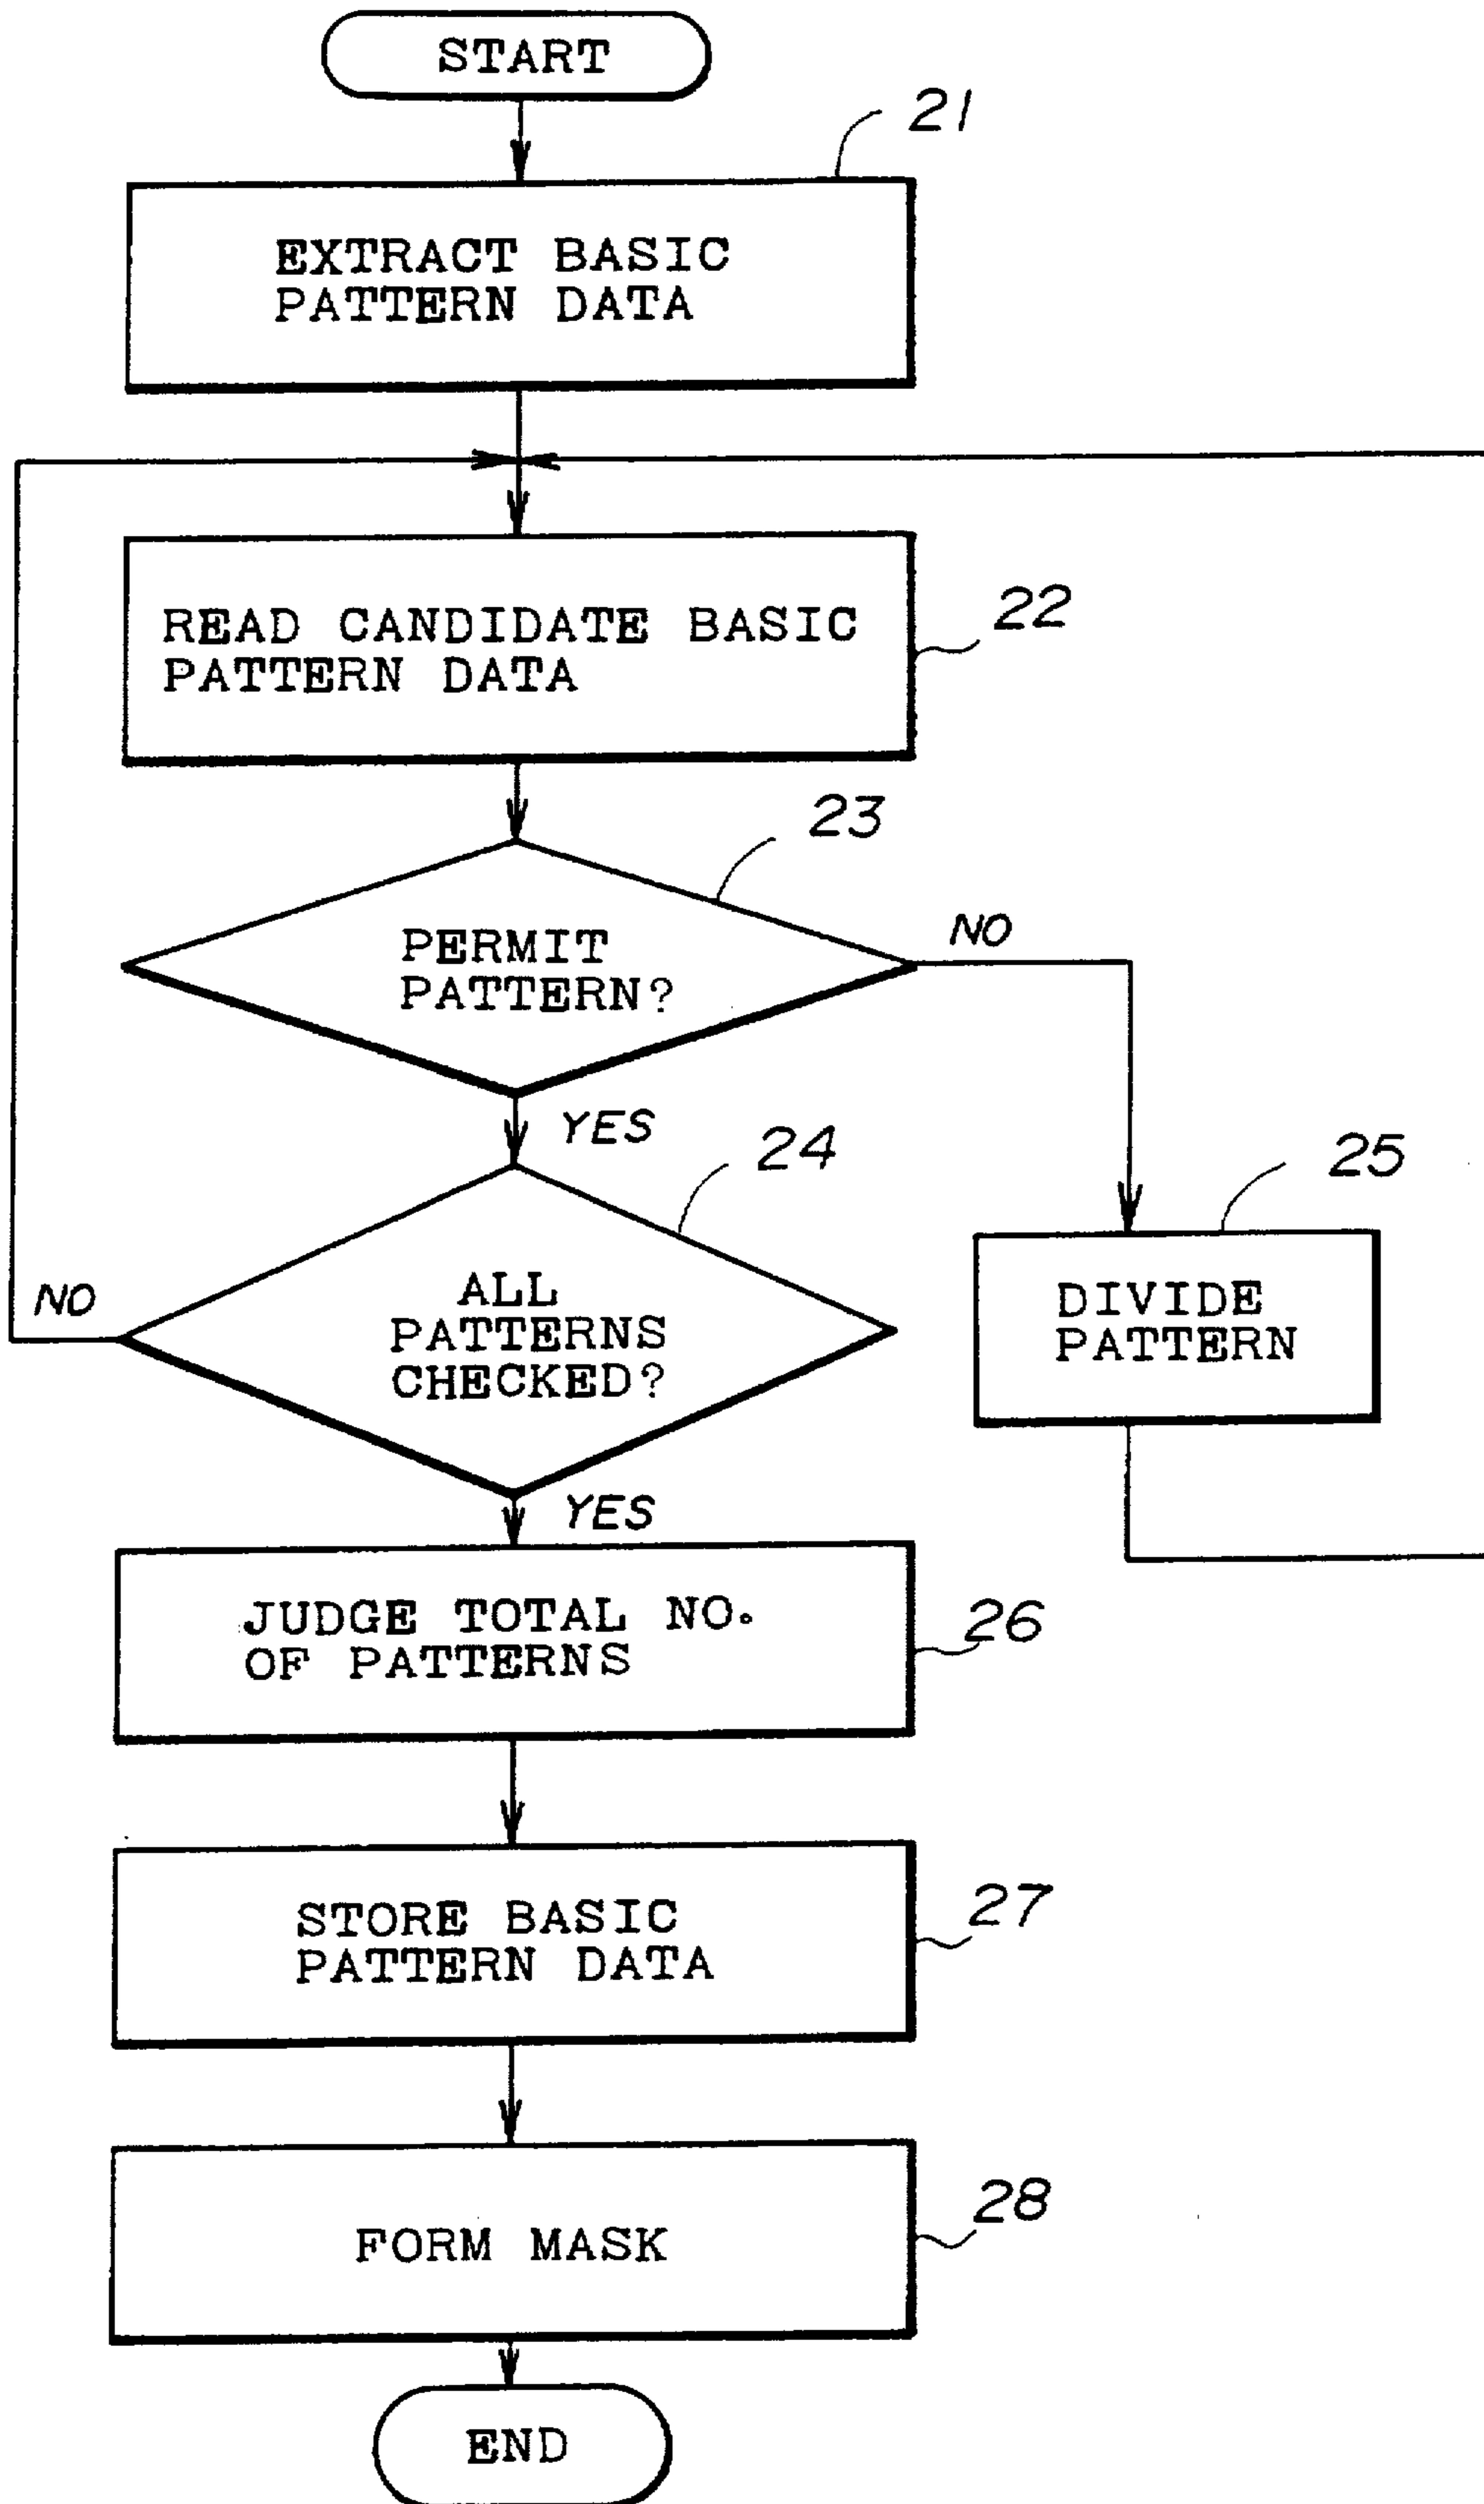 START
21
EXTRACT BASIC
PATTERN DATA
READ CANDIDATE BASIC
PATTERN DATA
22
23
PERMIT
PATTERN?
NO
YES
24
25
ALL
PATTERNS
CHECKED?
NO
DIVIDE
PATTERN
YES
JUDGE TOTAL NO.
OF PATTERNS
26
STORE BASIC
PATTERN DATA
27
FORM MASK
28
END